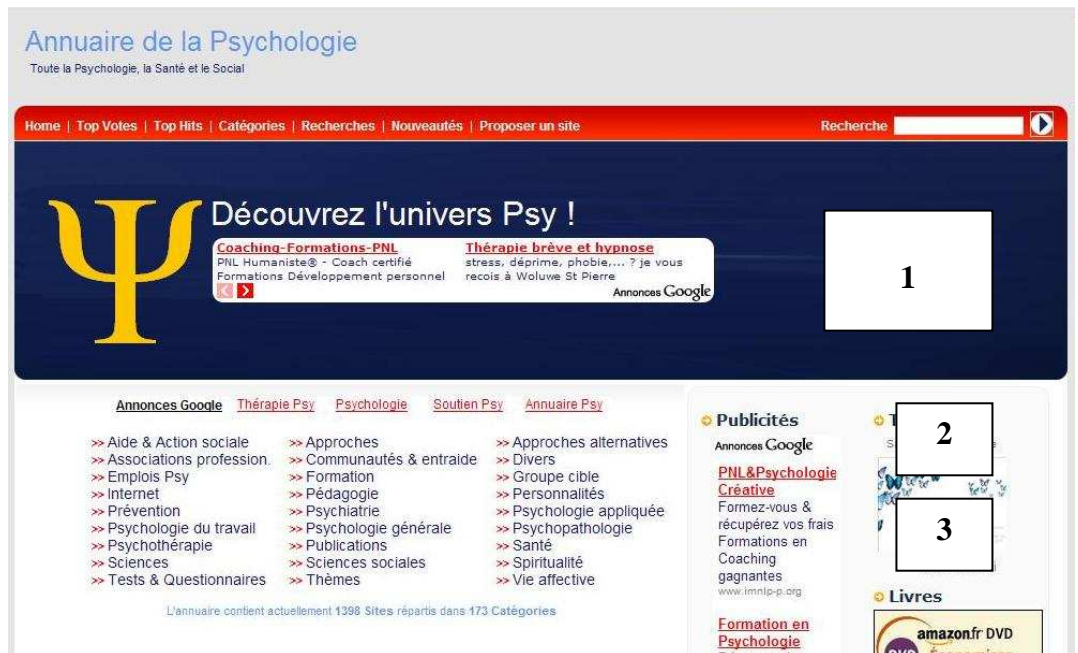 Annuaire de la Psychologie
Toute la Psychologie, la Santé et le Social
Home | Top Votes | Top Hits | Catégories | Recherches | Nouveautés | Proposer un site
Recherche
Découvrez l'univers Psy !
Coaching-Formations-PNL
PNL Humaniste® - Coach certifié
Formations Développement personnel
Thérapie brève et hypnose
stress, déprime, phobie,... ? je vous
recois à Woluwe St Pierre
Annonces Google
1
Annonces Google Thérapie Psy Psychologie Soutien Psy Annuaire Psy
>> Aide & Action sociale >> Approches >> Approches alternatives
>> Associations profession. >> Communautés & entraide >> Divers
>> Emplois Psy >> Formation >> Groupe cible
>> Internet >> Pédagogie >> Personnalités
>> Prévention >> Psychiatrie >> Psychologie appliquée
>> Psychologie du travail >> Psychologie générale >> Psychopathologie
>> Psychothérapie >> Publications >> Santé
>> Sciences >> Sciences sociales >> Spiritualité
>> Tests & Questionnaires >> Thèmes >> Vie affective
L'annuaire contient actuellement 1398 Sites répartis dans 173 Catégories
Publicités
Annonces Google
PNL&Psychologie
Créative
Formez-vous &
récupérez vos frais
Formations en
Coaching
gagnantes
www.imnlp-p.org
Formation en
Psychologie
2
3
Livres
amazon.fr DVD